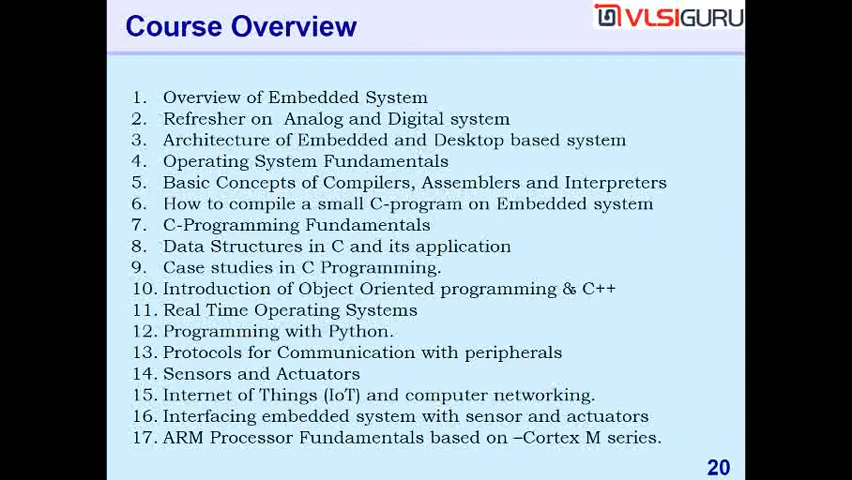 Course Overview
VLSIGURU
1. Overview of Embedded System
2. Refresher on Analog and Digital system
3. Architecture of Embedded and Desktop based system
4. Operating System Fundamentals
5. Basic Concepts of Compilers, Assemblers and Interpreters
6. How to compile a small C-program on Embedded system
7. C-Programming Fundamentals
8. Data Structures in C and its application
9. Case studies in C Programming.
10. Introduction of Object Oriented programming & C++
11. Real Time Operating Systems
12. Programming with Python.
13. Protocols for Communication with peripherals
14. Sensors and Actuators
15. Internet of Things (IoT) and computer networking.
16. Interfacing embedded system with sensor and actuators
17. ARM Processor Fundamentals based on –Cortex M series.
20